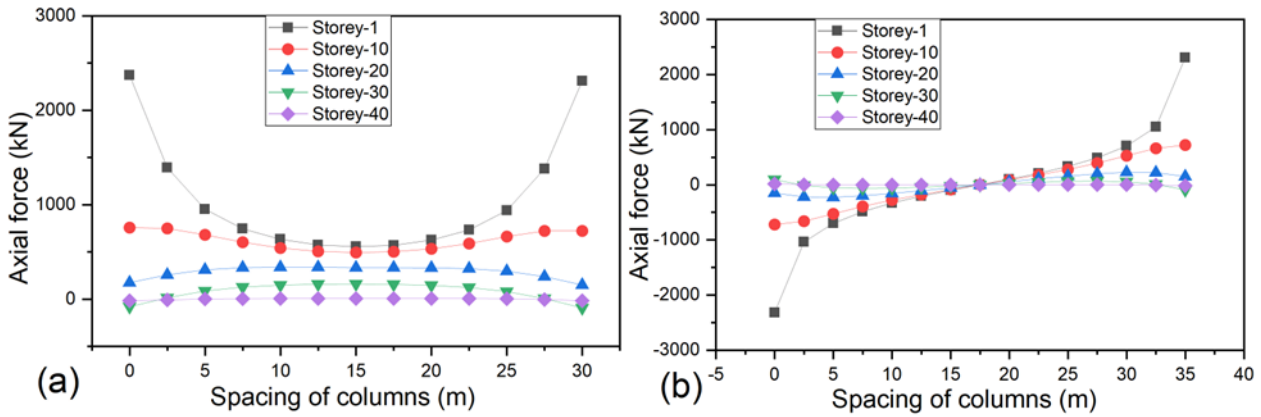 3000
2000
1000
0
Axial force (kN)
Storey-1
Storey-10
Storey-20
Storey-30
Storey-40
0 5 10 15 20 25 30
Spacing of columns (m)
(a)
3000
2000
1000
0
-1000
-2000
-3000
Axial force (kN)
Storey-1
Storey-10
Storey-20
Storey-30
Storey-40
-5 0 5 10 15 20 25 30 35 40
Spacing of columns (m)
(b)